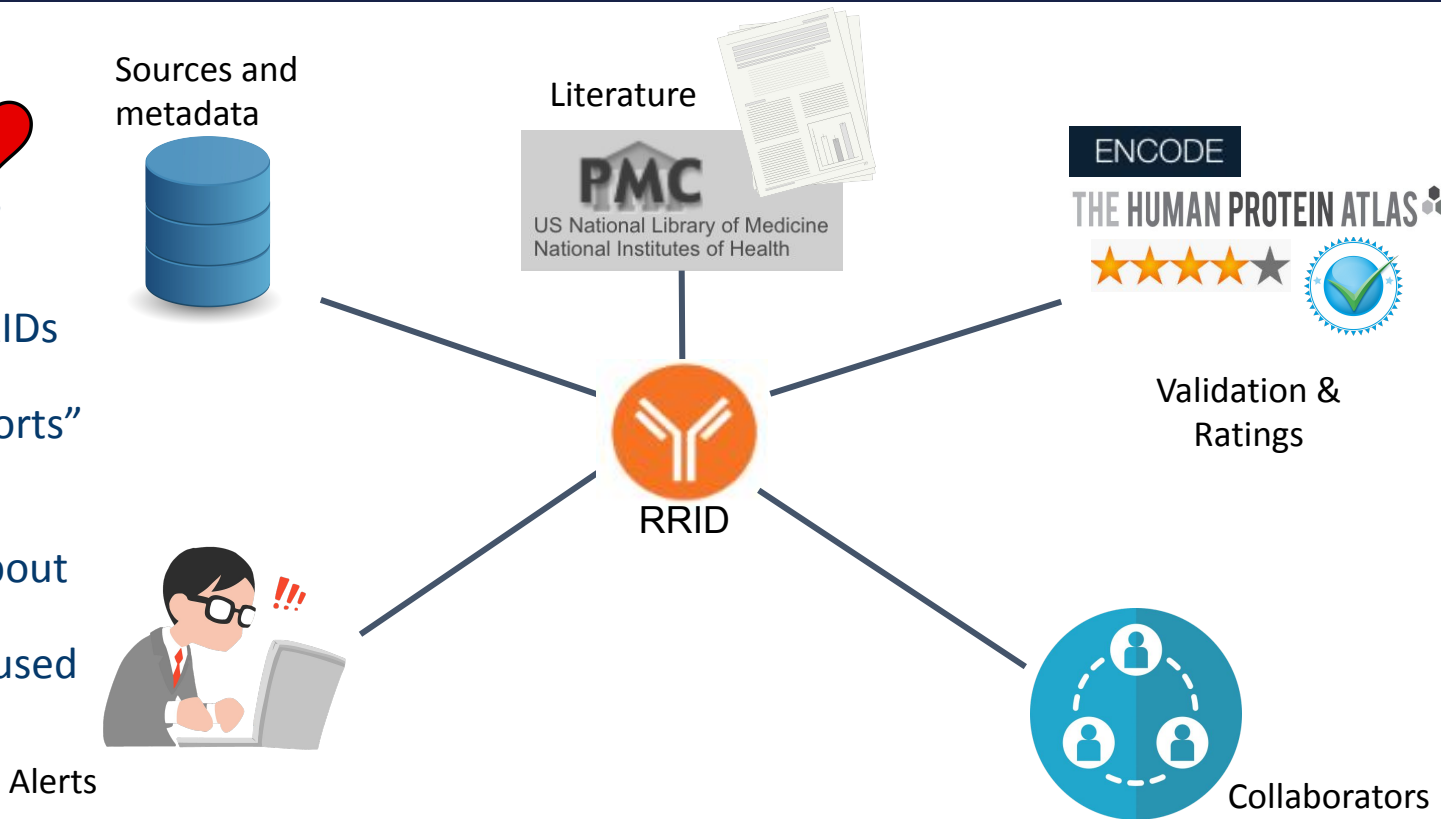 Sources and
metadata
Literature
PMC
US National Library of Medicine
National Institutes of Health
ENCODE
THE HUMAN PROTEIN ATLAS
IDs
orts”
Validation &
Ratings
RRID
out
used
!!!
Alerts
Collaborators